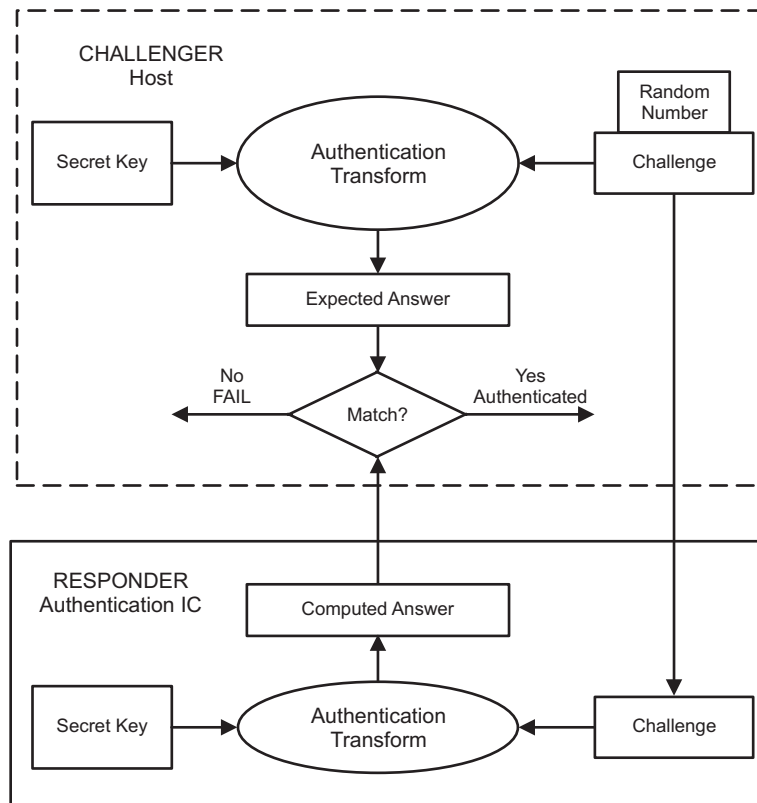 CHALLENGER
Host
Random
Number
Secret Key
Authentication
Transform
Challenge
Expected Answer
No
FAIL
Match?
Yes
Authenticated
RESPONDER
Authentication IC
Computed Answer
Secret Key
Authentication
Transform
Challenge